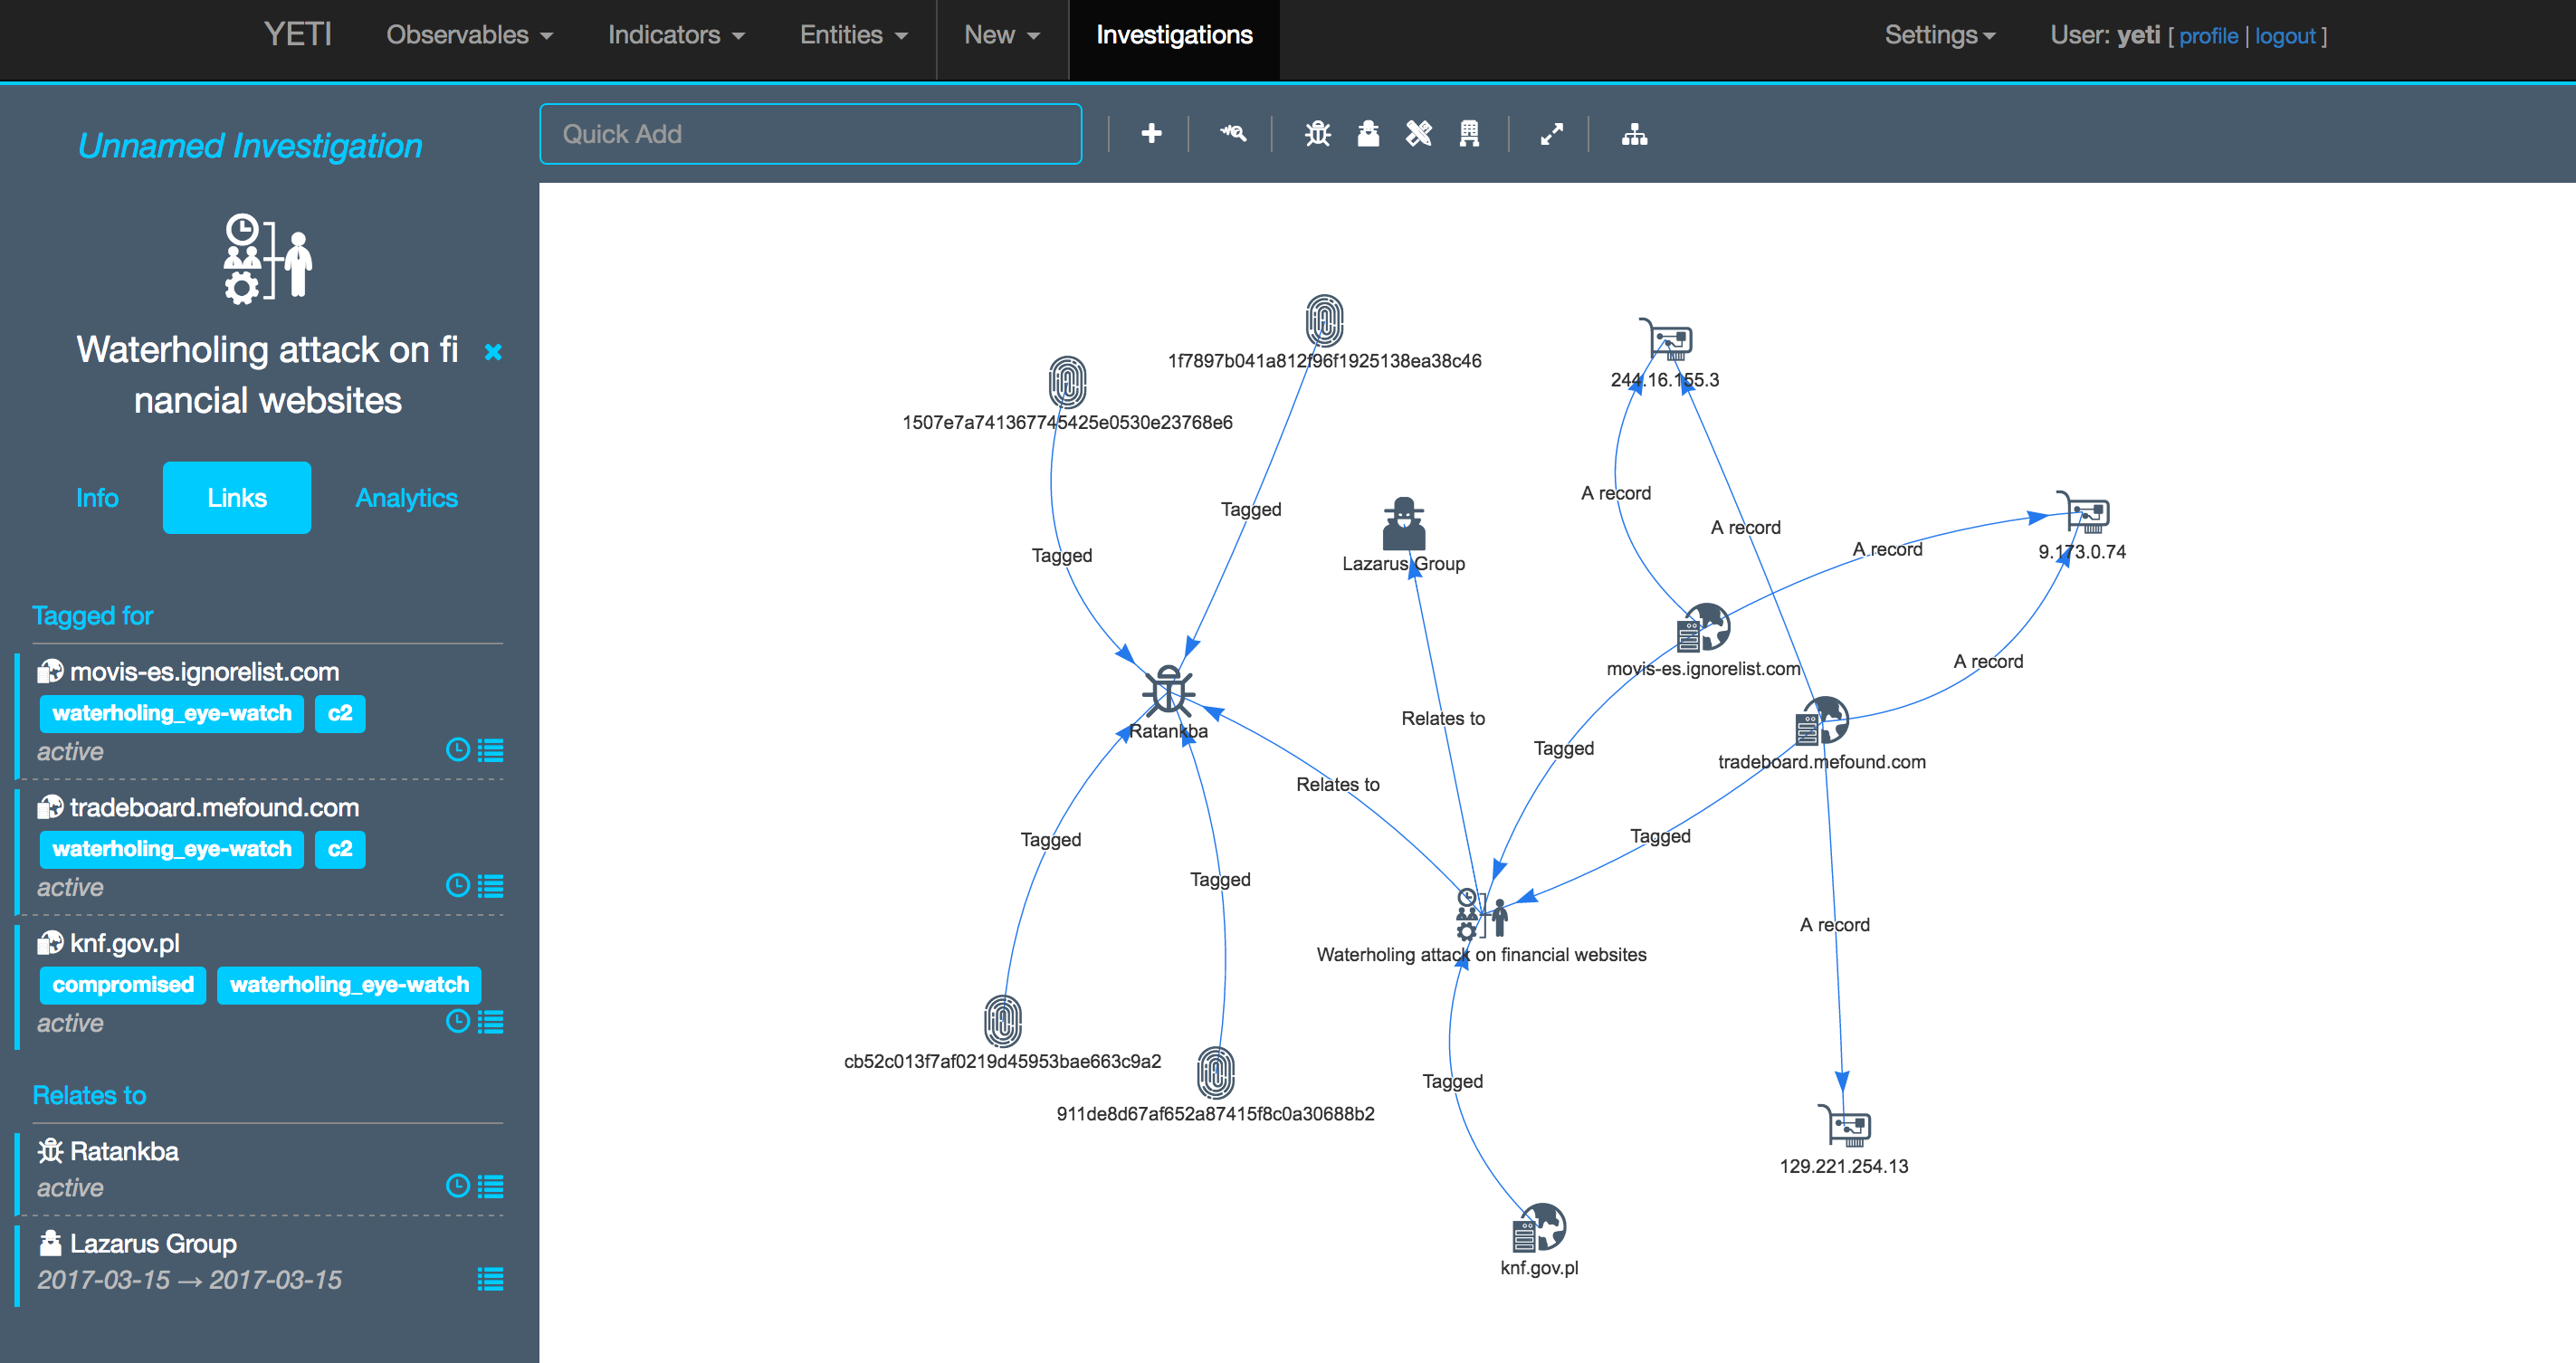 YETI Observables Indicators Entities New Investigations Settings User: yeti [ profile | logout ]
Unnamed Investigation
Quick Add
Waterholing attack on fi
nancial websites
Info Links Analytics
Tagged for
movis-es.ignorelist.com
waterholing_eye-watch c2
active
tradeboard.mefound.com
waterholing_eye-watch c2
active
knf.gov.pl
compromised waterholing_eye-watch
active
Relates to
Ratankba
active
Lazarus Group
2017-03-15 → 2017-03-15
1f7897b041a812f96f1925138ea38c46
244.16.155.3
1507e7a741367745425e0530e23768e6
A record
Tagged
A record
A record
9.173.0.74
Tagged
Lazarus Group
A record
movis-es.ignorelist.com
Relates to
Ratankba
Tagged
tradeboard.mefound.com
Relates to
Tagged
Tagged
Tagged
A record
Waterholing attack on financial websites
cb52c013f7af0219d45953bae663c9a2
Tagged
911de8d67af652a87415f8c0a30688b2
129.221.254.13
knf.gov.pl